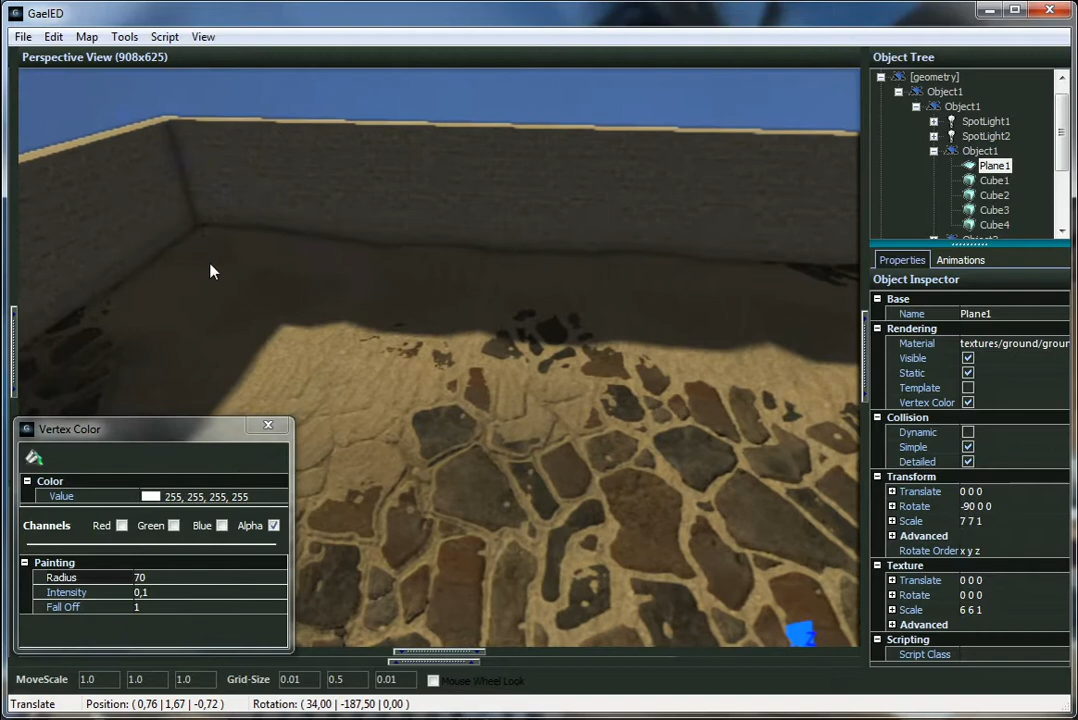 GaelED
File Edit Map Tools Script View
Perspective View (908x625)
Object Tree
[geometry]
Object1
Object1
SpotLight1
SpotLight2
Object1
Plane1
Cube1
Cube2
Cube3
Cube4
Properties Animations
Object Inspector
Base
Name Plane1
Rendering
Material textures/ground/groun
Visible
Static
Template
Vertex Color
Collision
Dynamic
Simple
Detailed
Transform
Translate 0 0 0
Rotate -90 0 0
Scale 7 7 1
Advanced
Rotate Order x y z
Texture
Translate 0 0 0
Rotate 0 0 0
Scale 6 6 1
Advanced
Scripting
Script Class
Vertex Color
Color
Value 255, 255, 255, 255
Channels Red Green Blue Alpha
Painting
Radius 70
Intensity 0,1
Fall Off 1
Z
MoveScale 1.0 1.0 1.0 Grid-Size 0.01 0.5 0.01 Mouse Wheel Look
Translate Position: ( 0,76 | 1,67 | -0,72 ) Rotation: ( 34,00 | -187,50 | 0,00 )